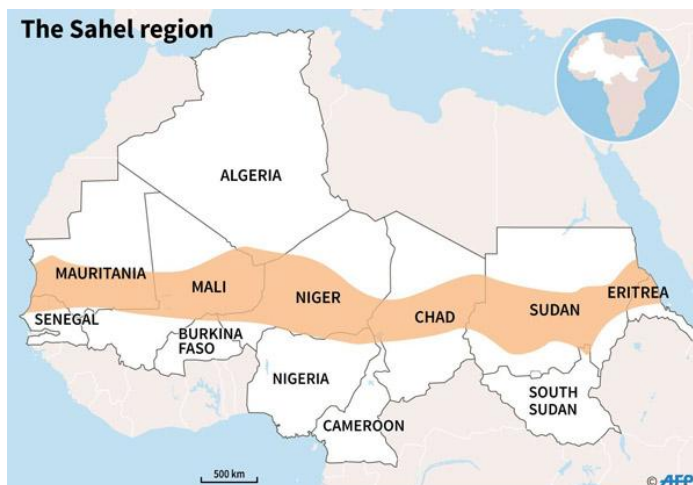 The Sahel region
ALGERIA
MAURITANIA
MALI
NIGER
CHAD
SUDAN
ERITREA
SENEGAL
BURKINA
FASO
NIGERIA
CAMEROON
SOUTH
SUDAN
500 km
© AFP